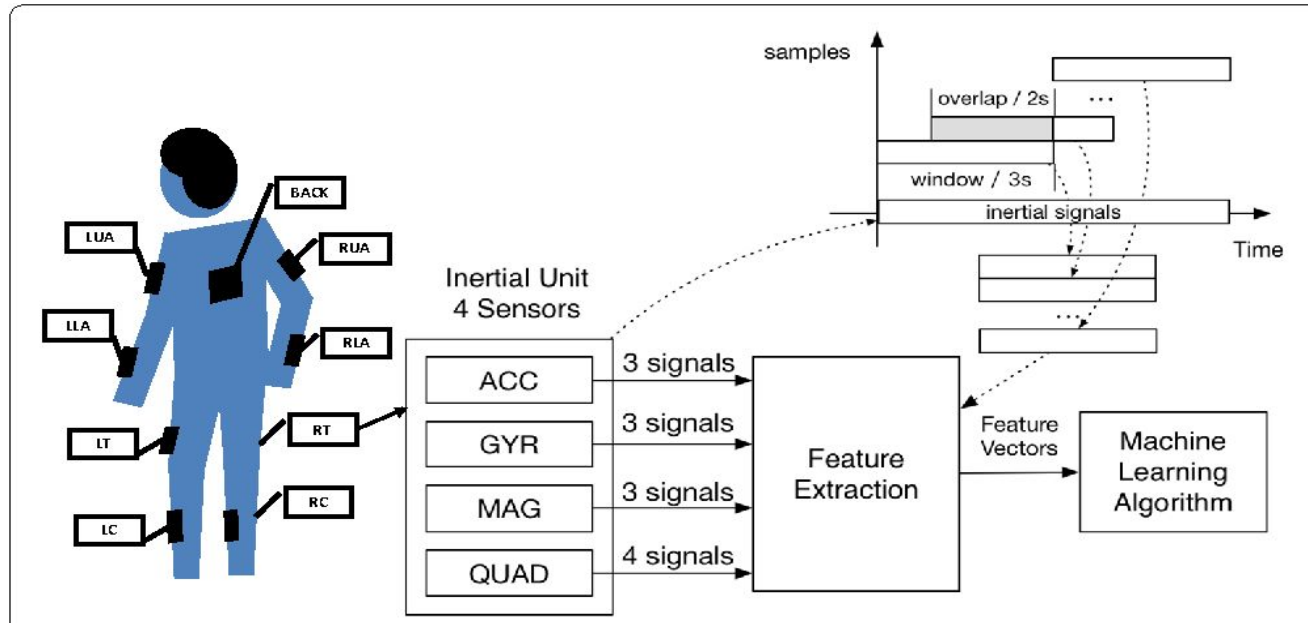 samples
overlap / 2s
...
window / 3s
inertial signals
Time
...
BACK
LUA
RUA
LLA
RLA
LT
RT
LC
RC
Inertial Unit
4 Sensors
ACC
GYR
MAG
QUAD
3 signals
3 signals
3 signals
4 signals
Feature
Extraction
Feature
Vectors
Machine
Learning
Algorithm